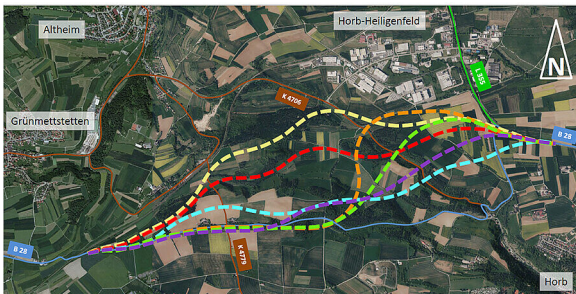 Altheim
Horb-Heiligenfeld
L 355
N
K 4706
Grünmettstetten
B 28
B 28
K 4779
Horb